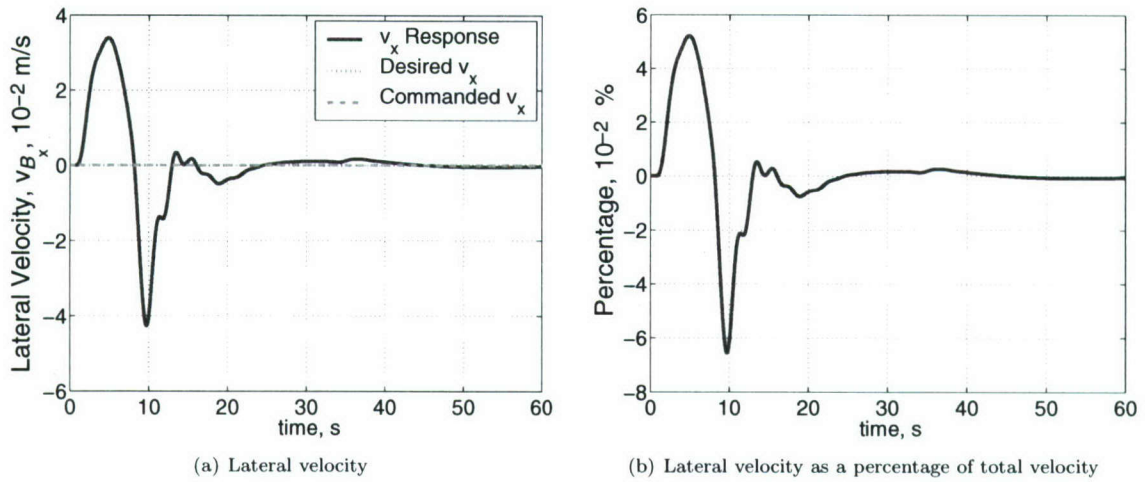 Lateral Velocity, v_B_x, 10^−2 m/s
4
2
0
−2
−4
−6
v_x Response
Desired v_x
Commanded v_x
0 10 20 30 40 50 60
time, s
(a) Lateral velocity
Percentage, 10^−2 %
6
4
2
0
−2
−4
−6
−8
0 10 20 30 40 50 60
time, s
(b) Lateral velocity as a percentage of total velocity